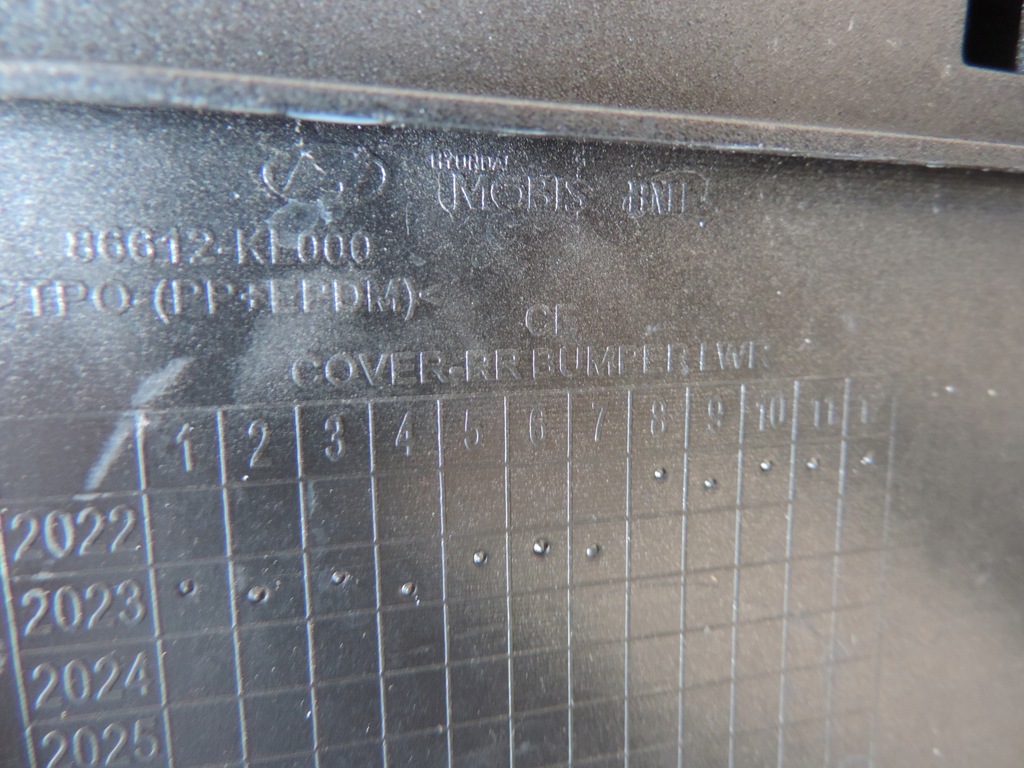 HYUNDAI
MOBIS
86612-KL000
>TPO-(PP+EPDM)<
COVER-RR BUMPER LWR
1 2 3 4 5 6 7 8 9 10 11
2022
2023
2024
2025